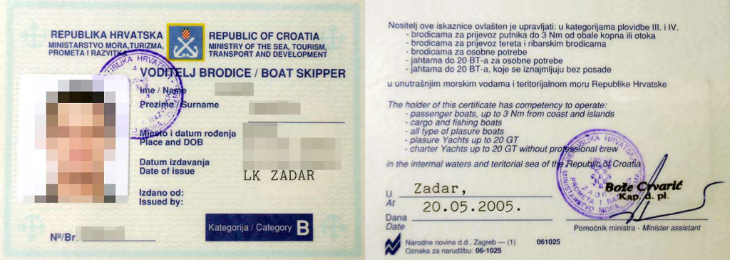 REPUBLIKA HRVATSKA
MINISTARSTVO MORA,TURIZMA,
PROMETA I RAZVITKA
REPUBLIC OF CROATIA
MINISTRY OF THE SEA, TOURISM,
TRANSPORT AND DEVELOPMENT
VODITELJ BRODICE / BOAT SKIPPER
Ime / Name
Prezime / Surname
Mjesto i datum rođenja
Place and DOB
Datum izdavanja
Date of issue
LK ZADAR
Izdano od:
Issued by:
Nº/Br.
Kategorija / Category B
Nositelj ove iskaznice ovlašten je upravljati: u kategorijama plovidbe III. i IV.
- brodicama za prijevoz putnika do 3 Nm od obale kopna ili otoka
- brodicama za prijevoz tereta i ribarskim brodicama
- brodicama za osobne potrebe
- jahtama do 20 BT-a za osobne potrebe
- jahtama do 20 BT-a, koje se iznajmljuju bez posade
u unutrašnjim morskim vodama i teritorijalnom moru Republike Hrvatske
The holder of this certificate has competency to operate:
- passenger boats, up to 3 Nm from coast and islands
- cargo and fishing boats
- all type of plasure boats
- plasure Yachts up to 20 GT
- charter Yachts up to 20 GT without professional crew
in the internal waters and teritorial sea of the Republic of Croatia
U
At
Zadar,
Dana
Date
20.05.2005.
Bože Crvarić
Kap. d. pl.
Pomoćnik ministra - Minister assistant
Narodne novine d.d., Zagreb — (1) 061025
Oznaka za narudžbu: 06-1025